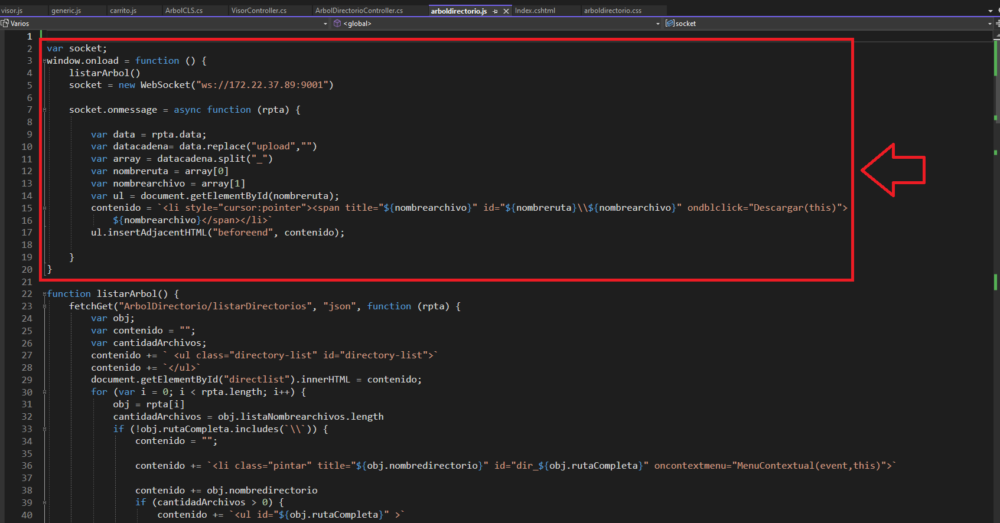 visor.js generic.js carrito.js ArbolCLS.cs VisorController.cs ArbolDirectorioController.cs arboldirectorio.js Index.cshtml arboldirectorio.css
Varios <global> socket
1
2 var socket;
3 window.onload = function () {
4 listarArbol()
5 socket = new WebSocket("ws://172.22.37.89:9001")
6
7 socket.onmessage = async function (rpta) {
8
9 var data = rpta.data;
10 var datacadena= data.replace("upload","")
11 var array = datacadena.split("_")
12 var nombreruta = array[0]
13 var nombrearchivo = array[1]
14 var ul = document.getElementById(nombreruta);
15 contenido = `<li style="cursor:pointer"><span title="${nombrearchivo}" id="${nombreruta}\\${nombrearchivo}" ondblclick="Descargar(this)">
16 ${nombrearchivo}</span></li>`
17 ul.insertAdjacentHTML("beforeend", contenido);
18
19 }
20 }
21
22 function listarArbol() {
23 fetchGet("ArbolDirectorio/listarDirectorios", "json", function (rpta) {
24 var obj;
25 var contenido = "";
26 var cantidadArchivos;
27 contenido += ` <ul class="directory-list" id="directory-list">`
28 contenido += `</ul>`
29 document.getElementById("directlist").innerHTML = contenido;
30 for (var i = 0; i < rpta.length; i++) {
31 obj = rpta[i]
32 cantidadArchivos = obj.listaNombrearchivos.length
33 if (!obj.rutaCompleta.includes(`\\`)) {
34 contenido = "";
35
36 contenido += `<li class="pintar" title="${obj.nombredirectorio}" id="dir_${obj.rutaCompleta}" oncontextmenu="MenuContextual(event,this)">`
37
38 contenido += obj.nombredirectorio
39 if (cantidadArchivos > 0) {
40 contenido += `<ul id="${obj.rutaCompleta}" >`